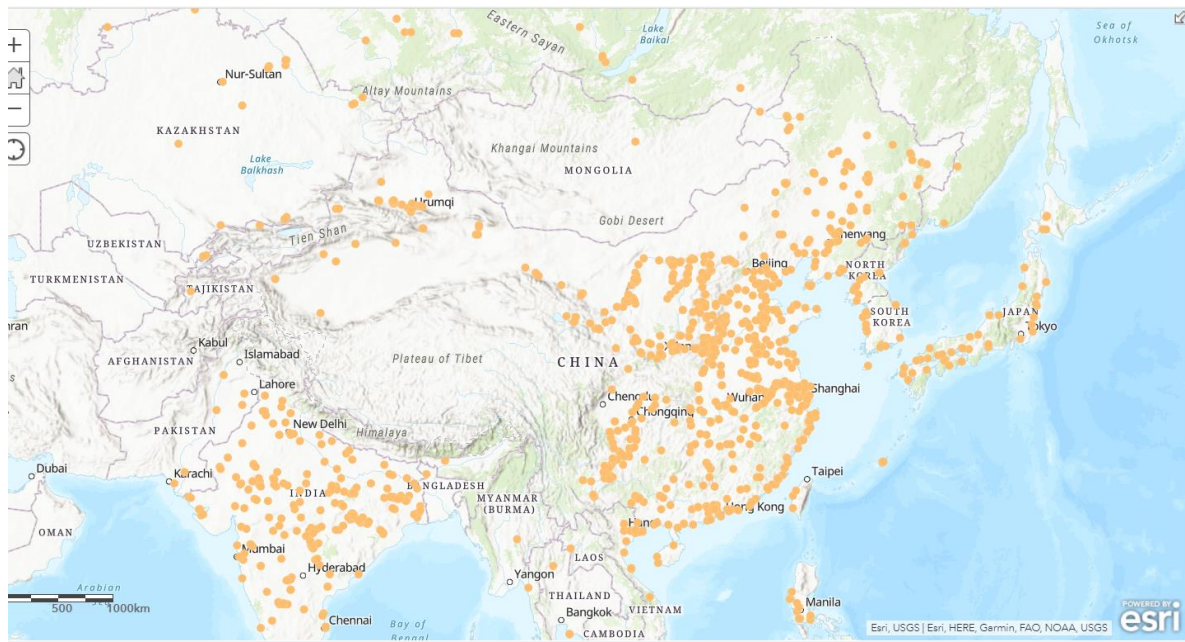 Eastern Sayan
Lake
Baikal
Sea of
Okhotsk
+
−
Nur-Sultan
Altay Mountains
KAZAKHSTAN
Khangai Mountains
MONGOLIA
Lake
Balkhash
Urumqi
Gobi Desert
Tien Shan
UZBEKISTAN
TURKMENISTAN
TAJIKISTAN
Beijing
NORTH
KOREA
SOUTH
KOREA
JAPAN
Tokyo
Kabul
AFGHANISTAN
Islamabad
Plateau of Tibet
CHINA
Lahore
Chengdu
Chongqing
Wuhan
Shanghai
PAKISTAN
New Delhi
Himalaya
Dubai
Karachi
Taipei
INDIA
BANGLADESH
MYANMAR
(BURMA)
Hong Kong
OMAN
Mumbai
LAOS
Hyderabad
Yangon
THAILAND
Arabian
500
1000km
Chennai
Bay of
Bengal
Bangkok
VIETNAM
CAMBODIA
Manila
Esri, USGS | Esri, HERE, Garmin, FAO, NOAA, USGS
POWERED BY
esri